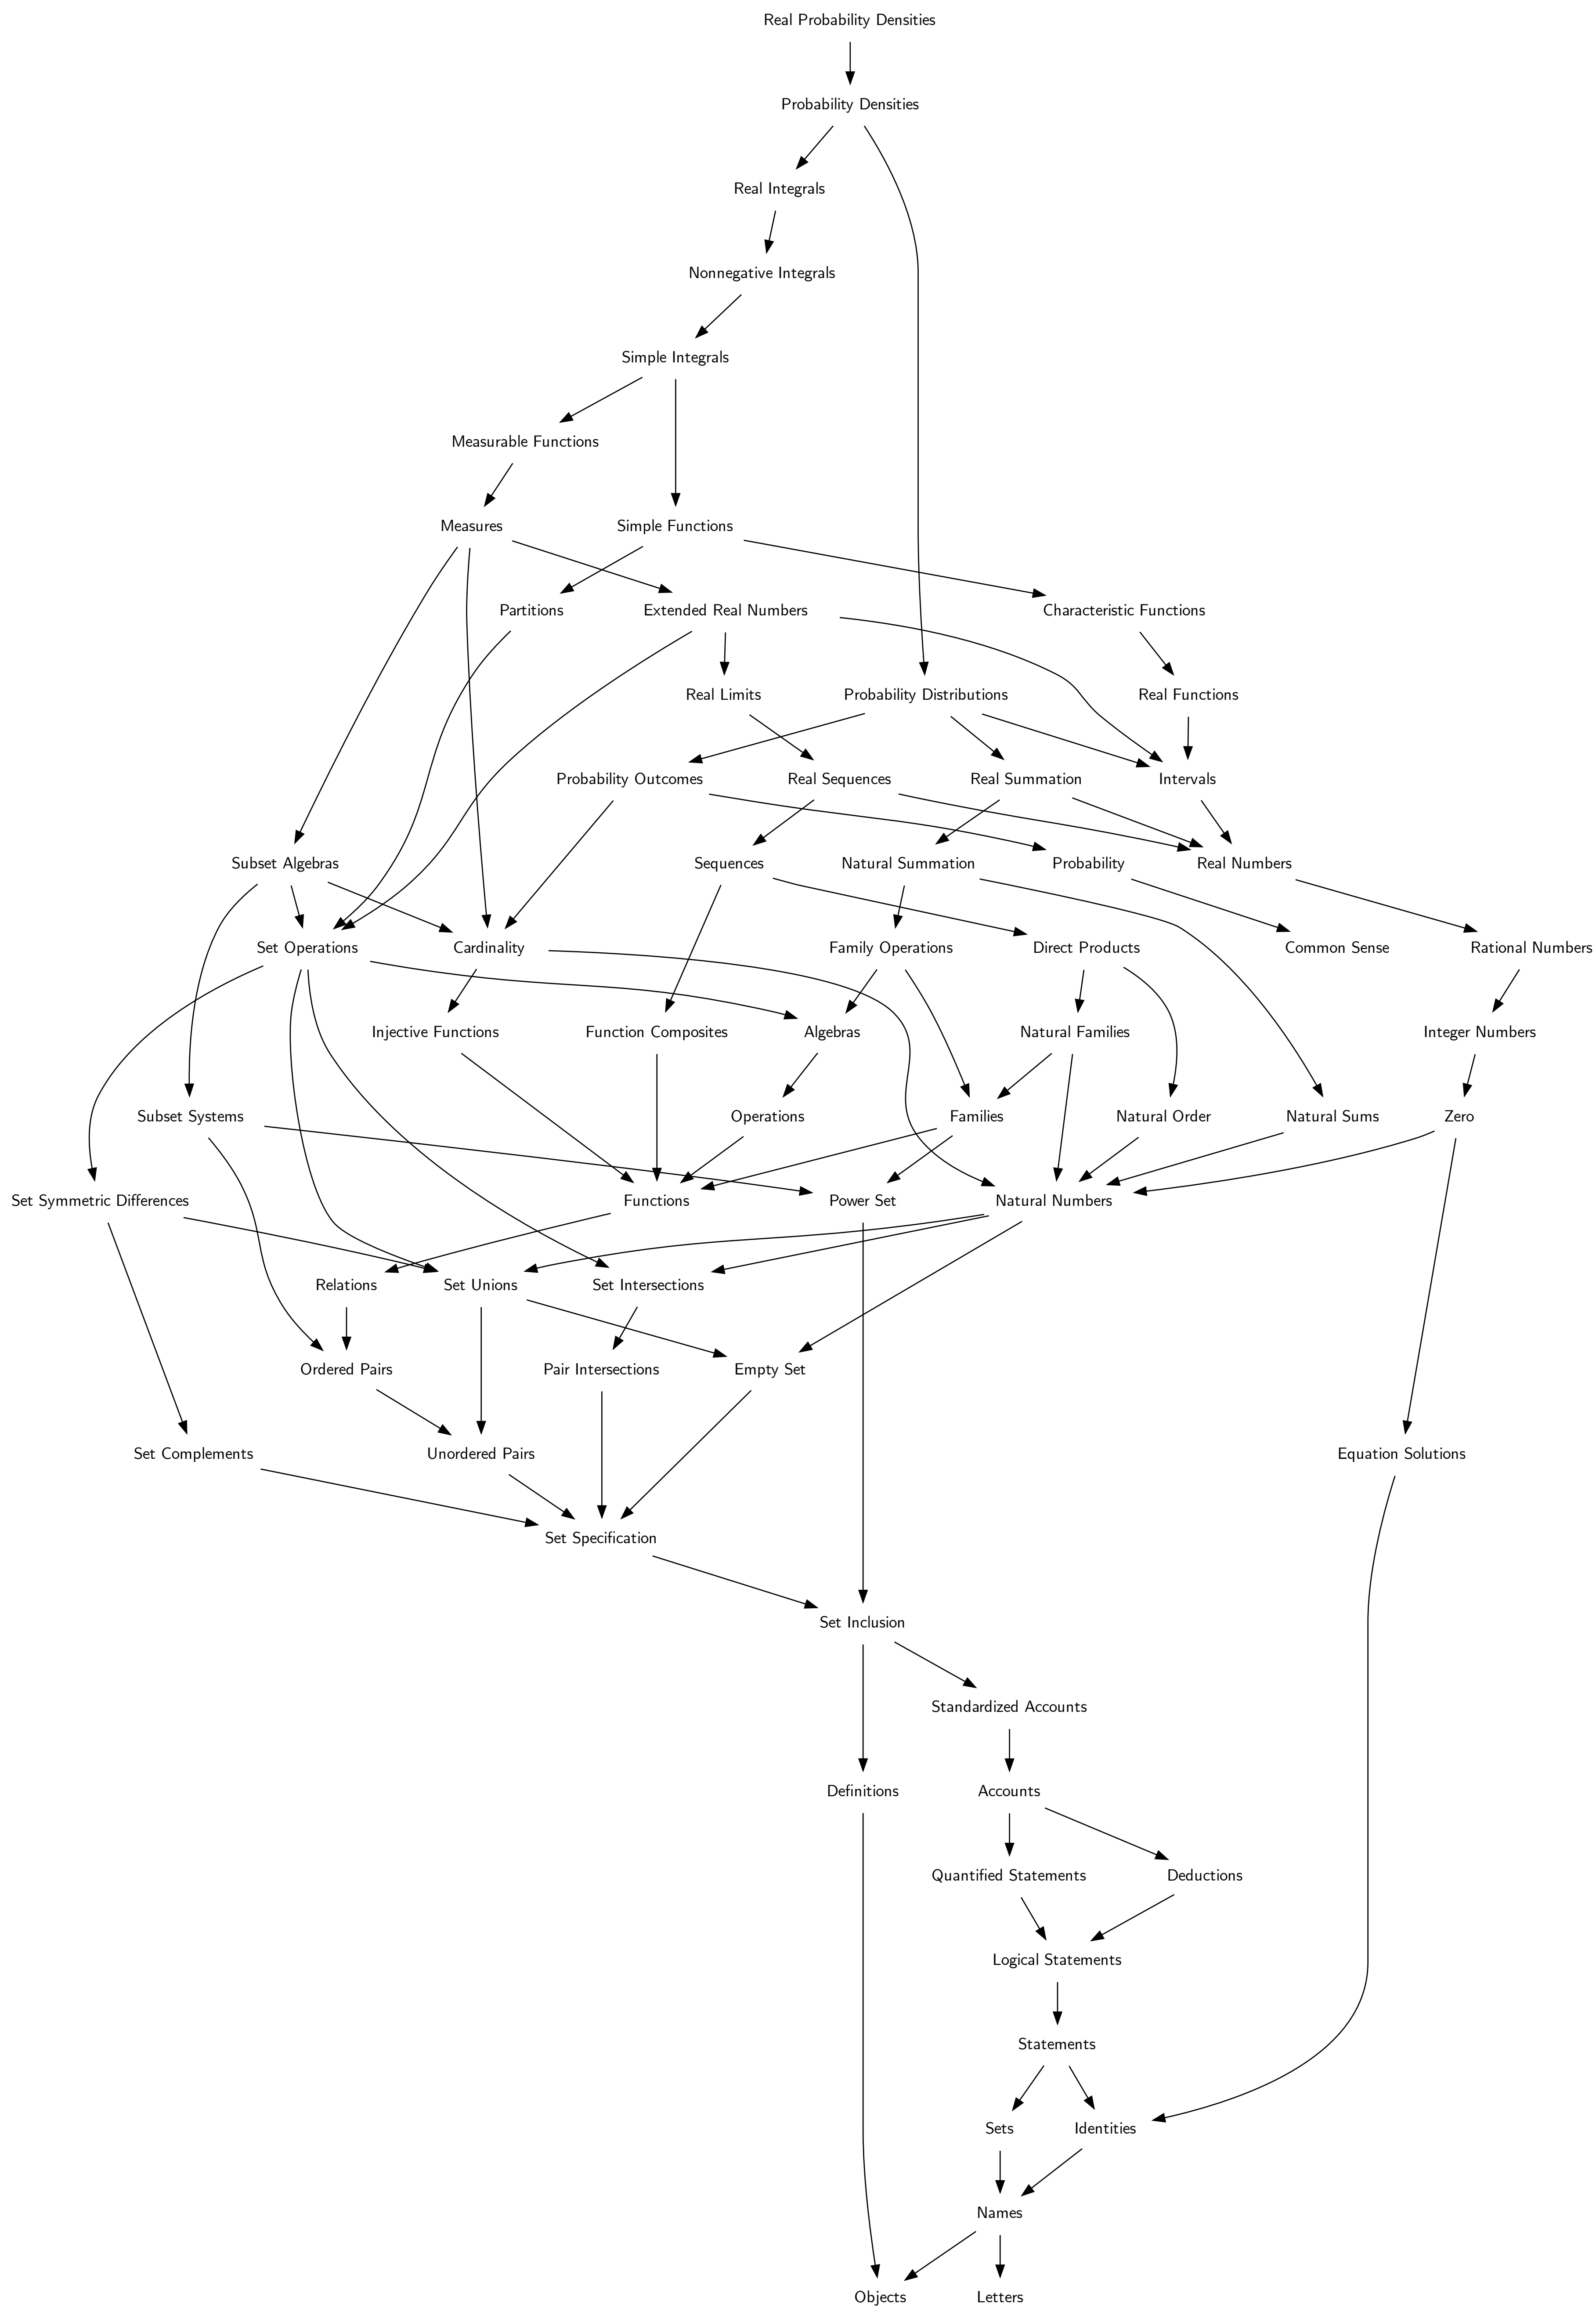 Real Probability Densities
Probability Densities
Real Integrals
Nonnegative Integrals
Simple Integrals
Measurable Functions
Measures
Simple Functions
Partitions
Extended Real Numbers
Characteristic Functions
Real Limits
Probability Distributions
Real Functions
Probability Outcomes
Real Sequences
Real Summation
Intervals
Subset Algebras
Sequences
Natural Summation
Probability
Real Numbers
Set Operations
Cardinality
Family Operations
Direct Products
Common Sense
Rational Numbers
Injective Functions
Function Composites
Algebras
Natural Families
Integer Numbers
Subset Systems
Operations
Families
Natural Order
Natural Sums
Zero
Set Symmetric Differences
Functions
Power Set
Natural Numbers
Relations
Set Unions
Set Intersections
Ordered Pairs
Pair Intersections
Empty Set
Set Complements
Unordered Pairs
Equation Solutions
Set Specification
Set Inclusion
Standardized Accounts
Definitions
Accounts
Quantified Statements
Deductions
Logical Statements
Statements
Sets
Identities
Names
Objects
Letters